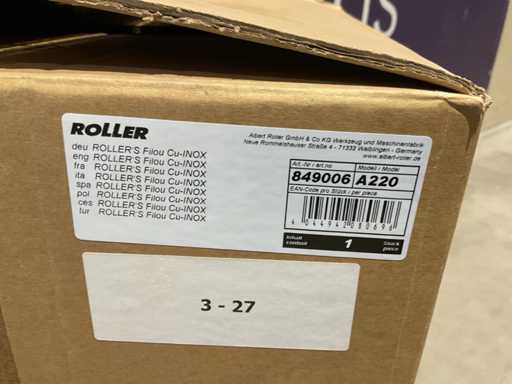 ROLLER
Albert Roller GmbH & Co KG Werkzeug und Maschinenfabrik
Neue Rommelshauser Straße 4 - 71332 Waiblingen - Germany
www.albert-roller.de
deu ROLLER'S Filou Cu-INOX
eng ROLLER'S Filou Cu-INOX
fra ROLLER'S Filou Cu-INOX
ita ROLLER'S Filou Cu-INOX
spa ROLLER'S Filou Cu-INOX
pol ROLLER'S Filou Cu-INOX
ces ROLLER'S Filou Cu-INOX
tur ROLLER'S Filou Cu-INOX
Art.-Nr / art.no Modell / Model
849006 A220
EAN-Code pro Stück / per piece
4 044942 080696
Inhalt content 1 Stück piece
3 - 27